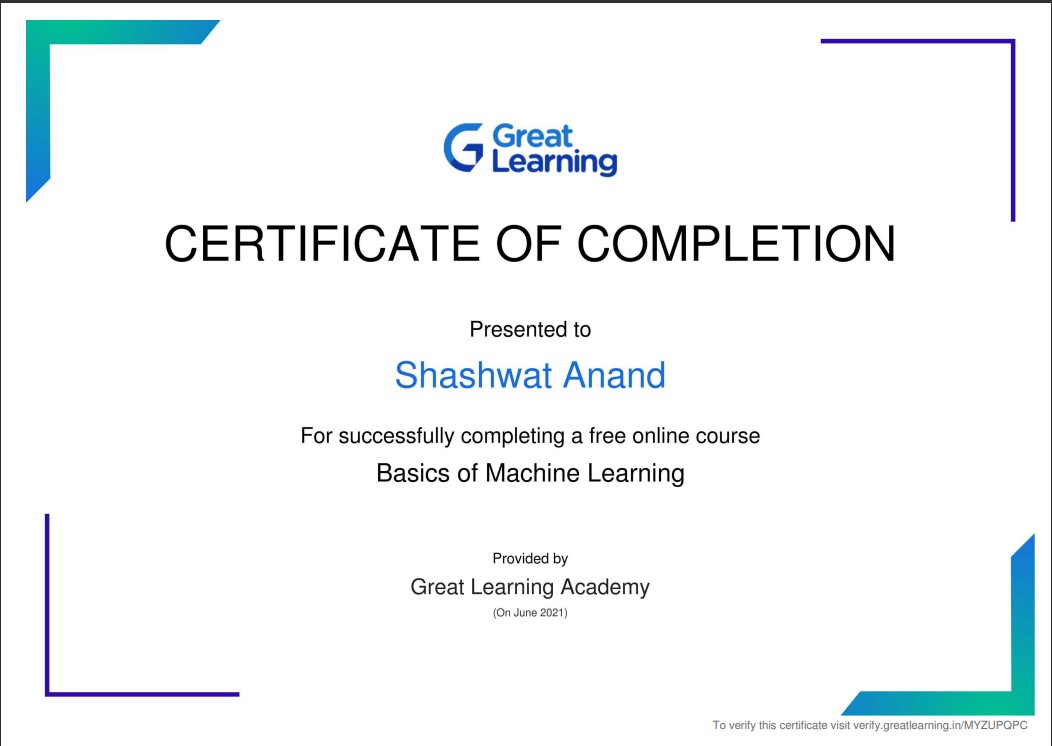 Great
Learning
CERTIFICATE OF COMPLETION
Presented to
Shashwat Anand
For successfully completing a free online course
Basics of Machine Learning
Provided by
Great Learning Academy
(On June 2021)
To verify this certificate visit verify.greatlearning.in/MYZUPQPC